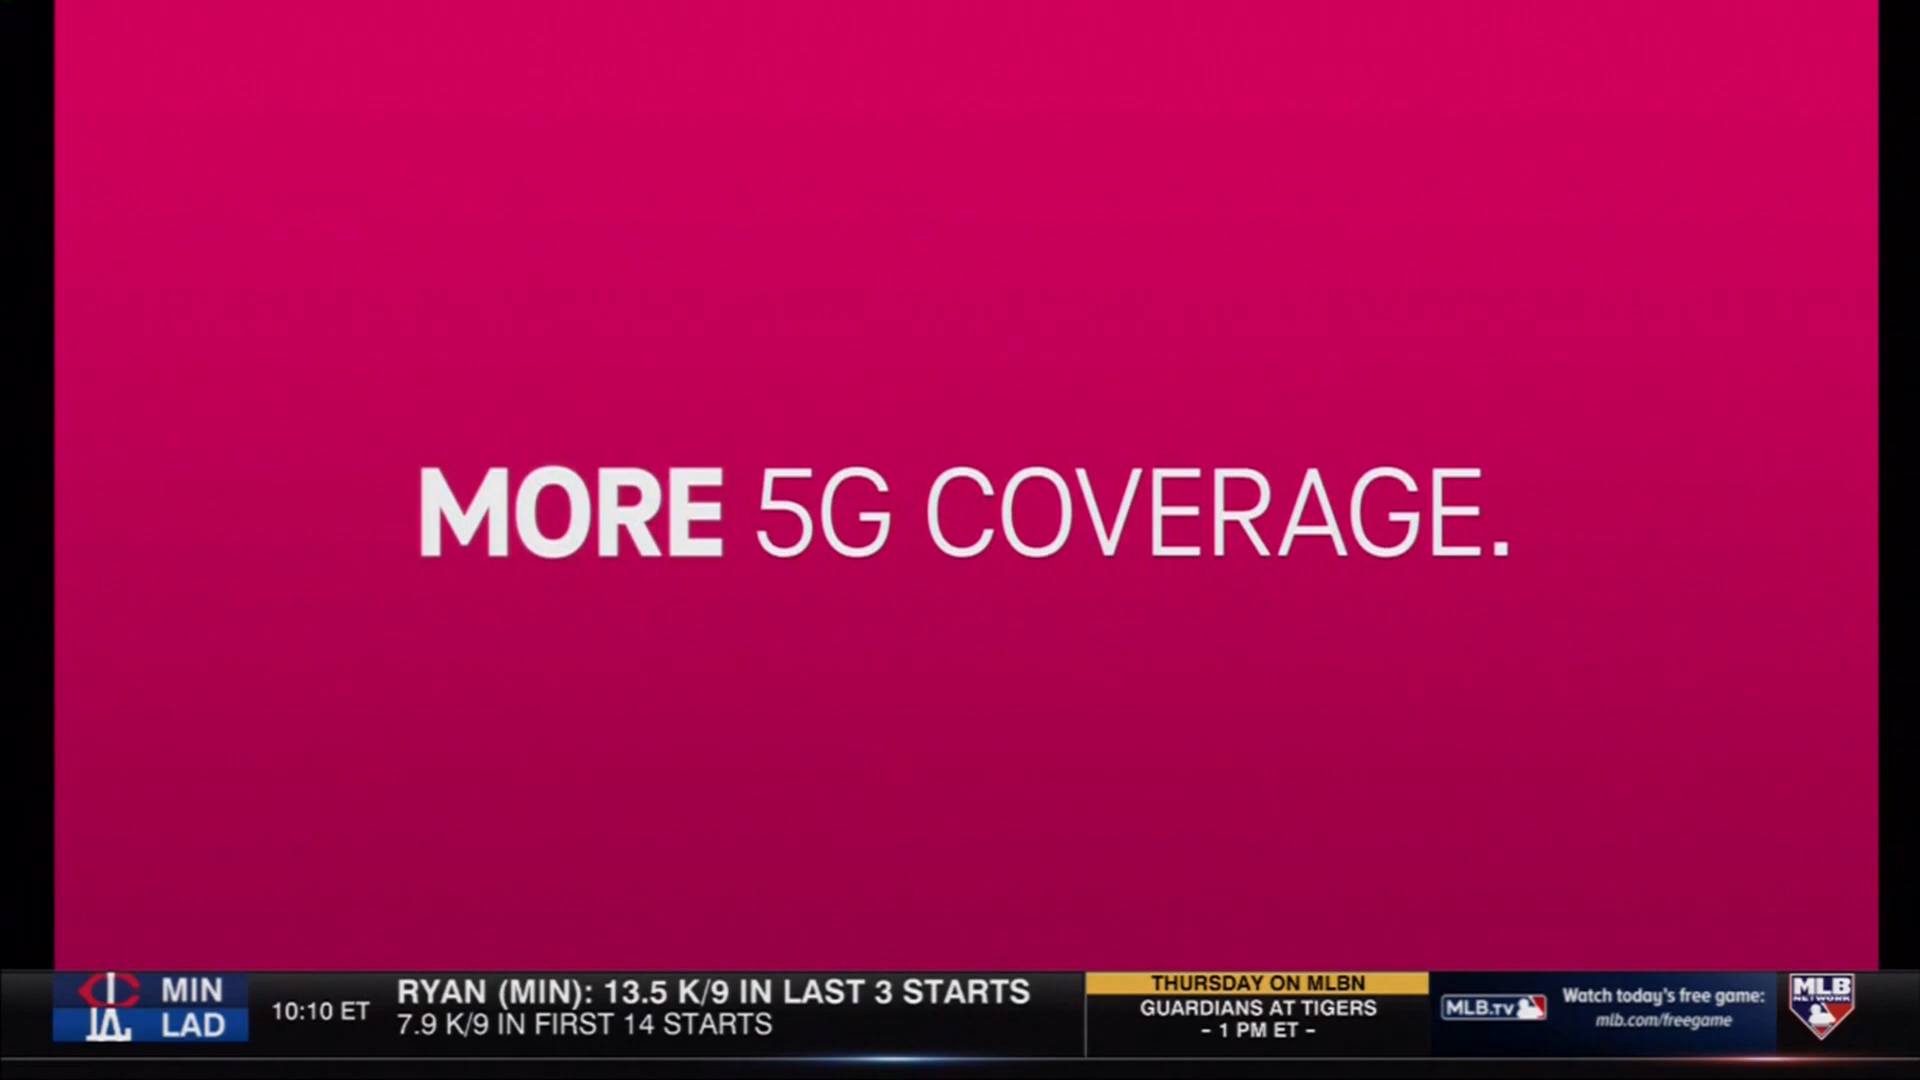 MORE 5G COVERAGE.
MIN
LAD
10:10 ET
RYAN (MIN): 13.5 K/9 IN LAST 3 STARTS
7.9 K/9 IN FIRST 14 STARTS
THURSDAY ON MLBN
GUARDIANS AT TIGERS
- 1 PM ET -
MLB.TV
Watch today's free game:
mlb.com/freegame
MLB
NETWORK